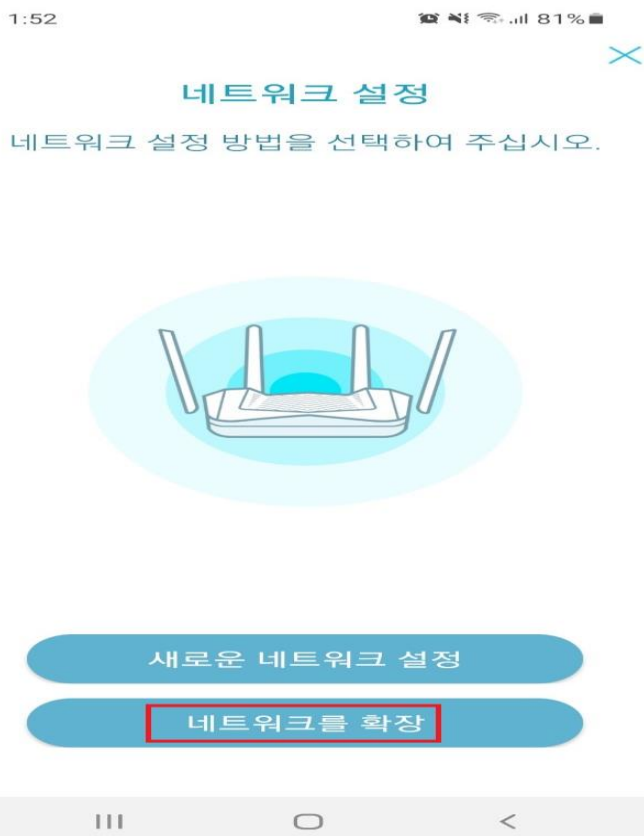 1:52 81%
네트워크 설정
네트워크 설정 방법을 선택하여 주십시오.
새로운 네트워크 설정
네트워크를 확장